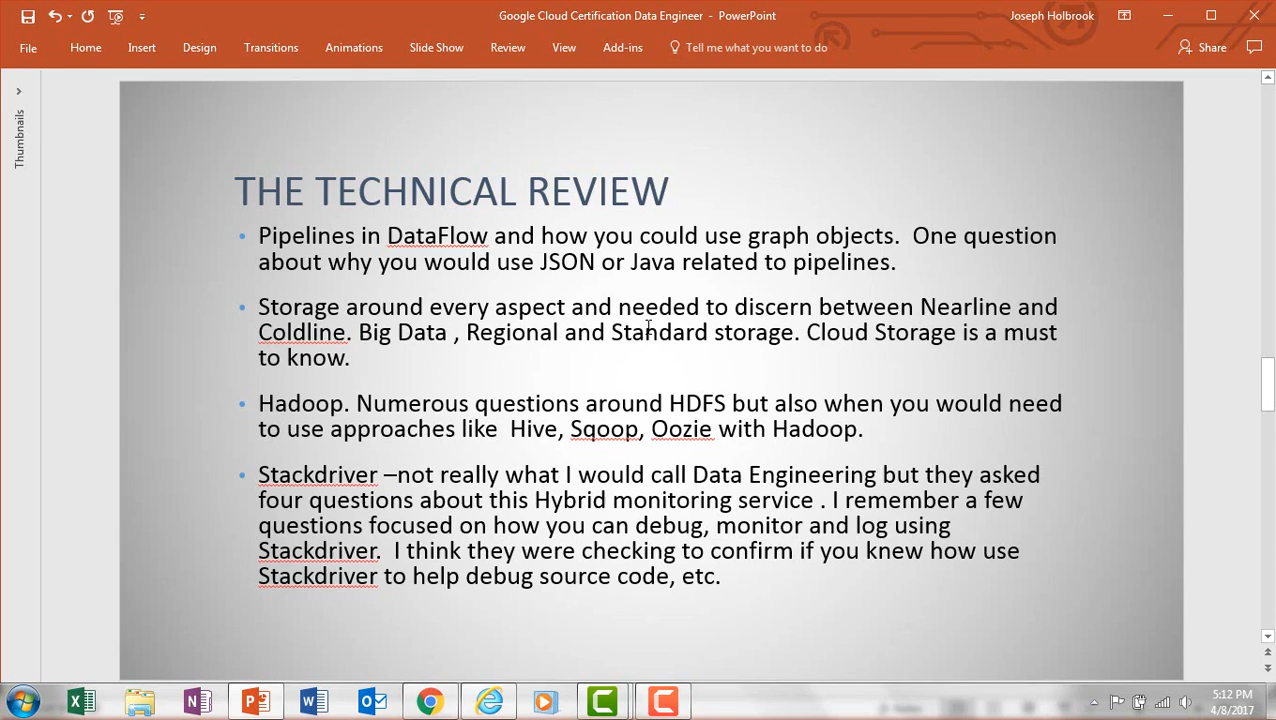 Google Cloud Certification Data Engineer - PowerPoint
Joseph Holbrook
File Home Insert Design Transitions Animations Slide Show Review View Add-ins Tell me what you want to do Share
Thumbnails
THE TECHNICAL REVIEW
• Pipelines in DataFlow and how you could use graph objects.  One question
about why you would use JSON or Java related to pipelines.
• Storage around every aspect and needed to discern between Nearline and
Coldline. Big Data , Regional and Standard storage. Cloud Storage is a must
to know.
• Hadoop. Numerous questions around HDFS but also when you would need
to use approaches like  Hive, Sqoop, Oozie with Hadoop.
• Stackdriver –not really what I would call Data Engineering but they asked
four questions about this Hybrid monitoring service . I remember a few
questions focused on how you can debug, monitor and log using
Stackdriver.  I think they were checking to confirm if you knew how use
Stackdriver to help debug source code, etc.
5:12 PM
4/8/2017